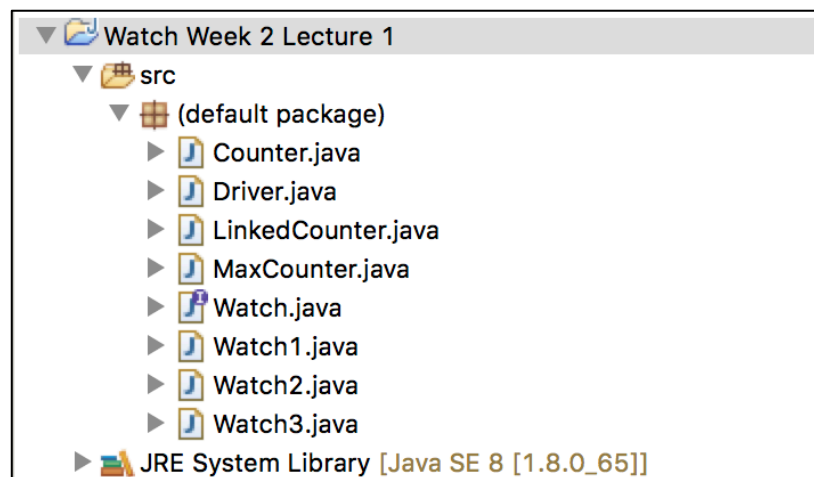 Watch Week 2 Lecture 1
src
(default package)
Counter.java
Driver.java
LinkedCounter.java
MaxCounter.java
Watch.java
Watch1.java
Watch2.java
Watch3.java
JRE System Library [Java SE 8 [1.8.0_65]]